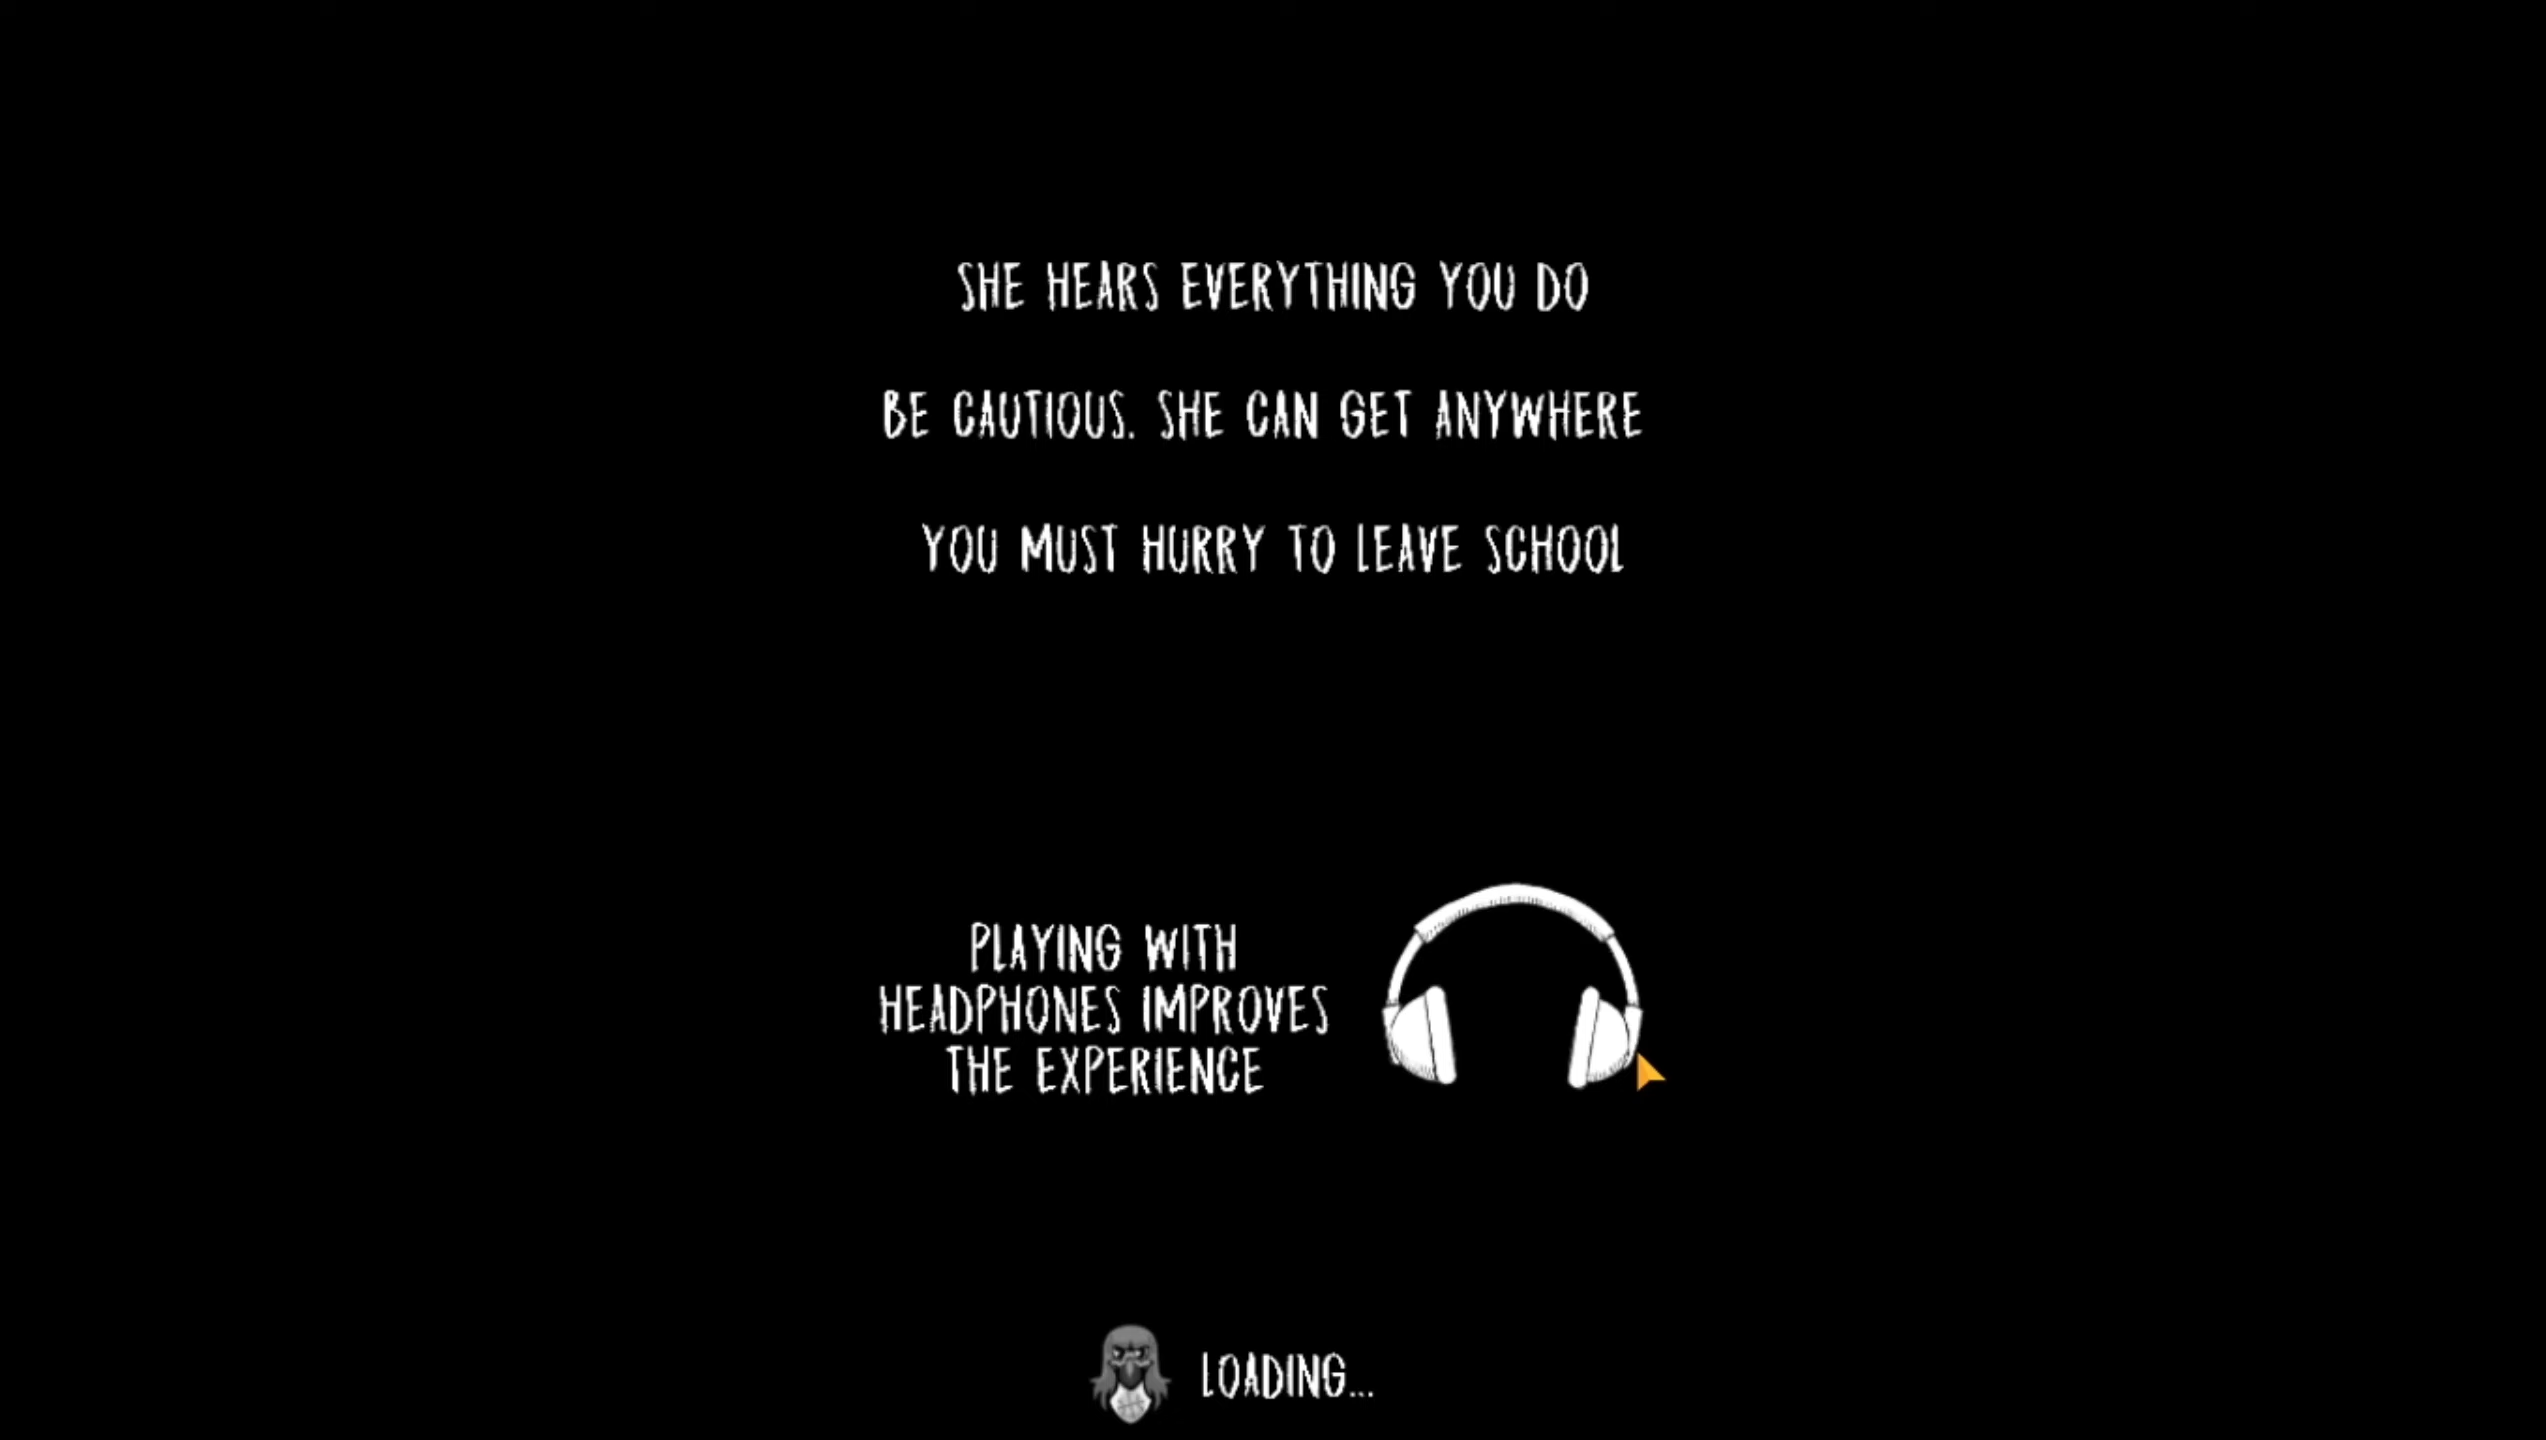 SHE HEARS EVERYTHING YOU DO
BE CAUTIOUS. SHE CAN GET ANYWHERE
YOU MUST HURRY TO LEAVE SCHOOL
PLAYING WITH
HEADPHONES IMPROVES
THE EXPERIENCE
LOADING...